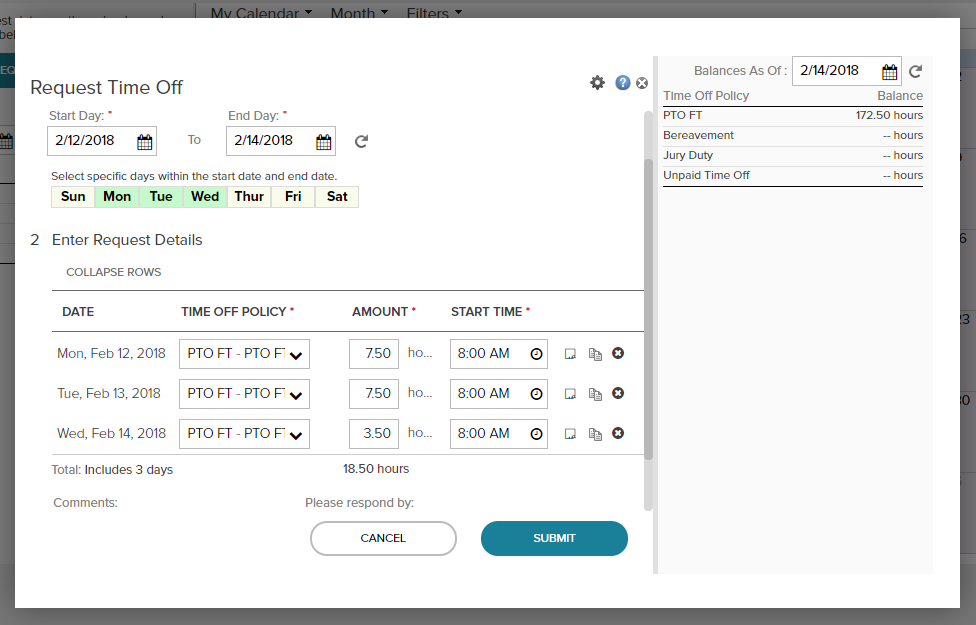 My Calendar Month Filters
est
bel
EQ
Request Time Off
?
Start Day: *
End Day: *
2/12/2018
To
2/14/2018
Select specific days within the start date and end date.
Sun Mon Tue Wed Thur Fri Sat
2 Enter Request Details
COLLAPSE ROWS
DATE TIME OFF POLICY * AMOUNT * START TIME *
Mon, Feb 12, 2018 PTO FT - PTO FT 7.50 ho... 8:00 AM
Tue, Feb 13, 2018 PTO FT - PTO FT 7.50 ho... 8:00 AM
Wed, Feb 14, 2018 PTO FT - PTO FT 3.50 ho... 8:00 AM
Total: Includes 3 days 18.50 hours
Comments: Please respond by:
CANCEL SUBMIT
Balances As Of : 2/14/2018
Time Off Policy Balance
PTO FT 172.50 hours
Bereavement -- hours
Jury Duty -- hours
Unpaid Time Off -- hours